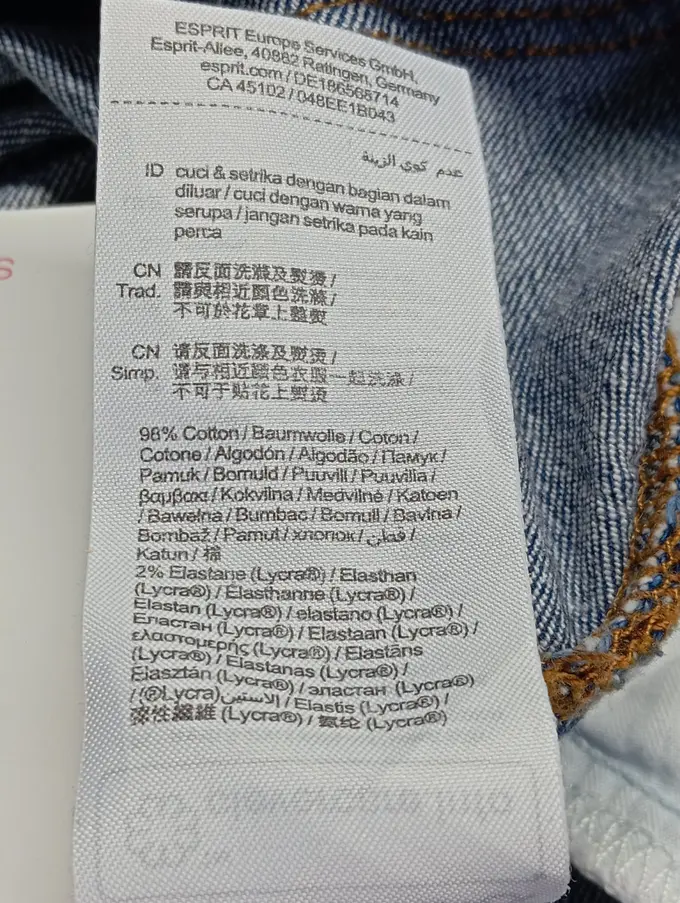 ESPRIT Europe Services GmbH,
Esprit-Allee, 40882 Ratingen, Germany
esprit.com / DE186568714
CA 45102 / 048EE1B043
عدم كوي الزينة
ID cuci & setrika dengan bagian dalam
diluar / cuci dengan warna yang
serupa / jangan setrika pada kain
perca
CN 請反面洗滌及熨燙 /
Trad. 請與相近顏色洗滌 /
不可於花章上蓋熨
CN 请反面洗涤及熨烫 /
Simp. 请与相近颜色衣服一起洗涤 /
不可于贴花上熨烫
98% Cotton / Baumwolle / Coton /
Cotone / Algodón / Algodão / Памук /
Pamuk / Bomuld / Puuvill / Puuvilla /
βαμβακι / Kokvilna / Medvilnė / Katoen
/ Bawełna / Bumbac / Bomull / Bavlna /
Bombaž / Pamut / хлопок / قطن /
Katun / 棉
2% Elastane (Lycra®) / Elasthan
(Lycra®) / Elasthanne (Lycra®) /
Elastan (Lycra®) / elastano (Lycra®) /
Еластан (Lycra®) / Elastaan (Lycra®) /
ελαστομερής (Lycra®) / Elastāns
(Lycra®) / Elastanas (Lycra®) /
Elasztán (Lycra®) / эластан (Lycra®)
/ (®Lycra) الاستين / Elastis (Lycra®) /
彈性纖維 (Lycra®) / 氨纶 (Lycra®)